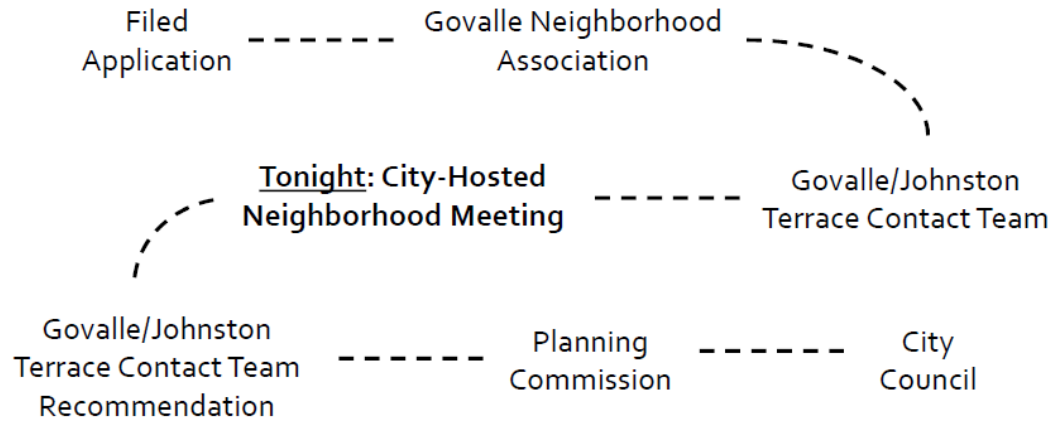 Filed
Application
Govalle Neighborhood
Association
Govalle/Johnston
Terrace Contact Team
Tonight: City-Hosted
Neighborhood Meeting
Govalle/Johnston
Terrace Contact Team
Recommendation
Planning
Commission
City
Council